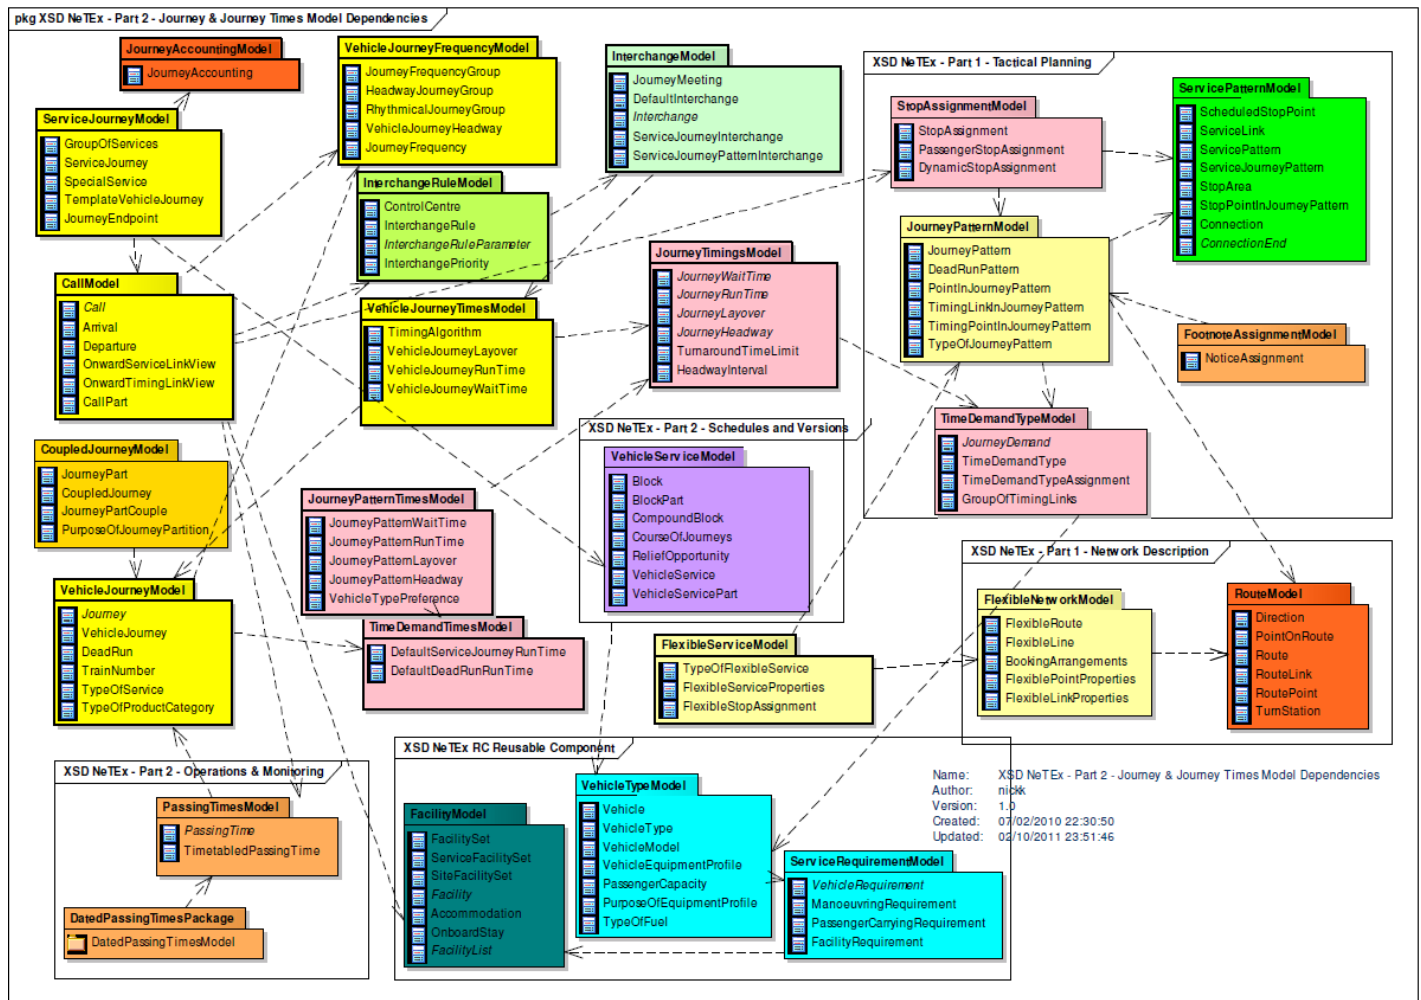 pkg XSD NeTEx - Part 2 - Journey & Journey Times Model Dependencies
JourneyAccountingModel
JourneyAccounting
VehicleJourneyFrequencyModel
JourneyFrequencyGroup
HeadwayJourneyGroup
RhythmicalJourneyGroup
VehicleJourneyHeadway
JourneyFrequency
InterchangeModel
JourneyMeeting
DefaultInterchange
Interchange
ServiceJourneyInterchange
ServiceJourneyPatternInterchange
XSD NeTEx - Part 1 - Tactical Planning
StopAssignmentModel
StopAssignment
PassengerStopAssignment
DynamicStopAssignment
ServicePatternModel
ScheduledStopPoint
ServiceLink
ServicePattern
ServiceJourneyPattern
StopArea
StopPointInJourneyPattern
Connection
ConnectionEnd
ServiceJourneyModel
GroupOfServices
ServiceJourney
SpecialService
TemplateVehicleJourney
JourneyEndpoint
InterchangeRuleModel
ControlCentre
InterchangeRule
InterchangeRuleParameter
InterchangePriority
JourneyPatternModel
JourneyPattern
DeadRunPattern
PointInJourneyPattern
TimingLinkInJourneyPattern
TimingPointInJourneyPattern
TypeOfJourneyPattern
JourneyTimingsModel
JourneyWaitTime
JourneyRunTime
JourneyLayover
JourneyHeadway
TurnaroundTimeLimit
HeadwayInterval
CallModel
Call
Arrival
Departure
OnwardServiceLinkView
OnwardTimingLinkView
CallPart
VehicleJourneyTimesModel
TimingAlgorithm
VehicleJourneyLayover
VehicleJourneyRunTime
VehicleJourneyWaitTime
FootnoteAssignmentModel
NoticeAssignment
TimeDemandTypeModel
JourneyDemand
TimeDemandType
TimeDemandTypeAssignment
GroupOfTimingLinks
XSD NeTEx - Part 2 - Schedules and Versions
VehicleServiceModel
Block
BlockPart
CompoundBlock
CourseOfJourneys
ReliefOpportunity
VehicleService
VehicleServicePart
CoupledJourneyModel
JourneyPart
CoupledJourney
JourneyPartCouple
PurposeOfJourneyPartition
JourneyPatternTimesModel
JourneyPatternWaitTime
JourneyPatternRunTime
JourneyPatternLayover
JourneyPatternHeadway
VehicleTypePreference
XSD NeTEx - Part 1 - Network Description
FlexibleNetworkModel
FlexibleRoute
FlexibleLine
BookingArrangements
FlexiblePointProperties
FlexibleLinkProperties
RouteModel
Direction
PointOnRoute
Route
RouteLink
RoutePoint
TurnStation
VehicleJourneyModel
Journey
VehicleJourney
DeadRun
TrainNumber
TypeOfService
TypeOfProductCategory
TimeDemandTimesModel
DefaultServiceJourneyRunTime
DefaultDeadRunRunTime
FlexibleServiceModel
TypeOfFlexibleService
FlexibleServiceProperties
FlexibleStopAssignment
XSD NeTEx RC Reusable Component
FacilityModel
FacilitySet
ServiceFacilitySet
SiteFacilitySet
Facility
Accommodation
OnboardStay
FacilityList
VehicleTypeModel
Vehicle
VehicleType
VehicleModel
VehicleEquipmentProfile
PassengerCapacity
PurposeOfEquipmentProfile
TypeOfFuel
ServiceRequirementModel
VehicleRequirement
ManoeuvringRequirement
PassengerCarryingRequirement
FacilityRequirement
XSD NeTEx - Part 2 - Operations & Monitoring
PassingTimesModel
PassingTime
TimetabledPassingTime
DatedPassingTimesPackage
DatedPassingTimesModel
Name: XSD NeTEx - Part 2 - Journey & Journey Times Model Dependencies
Author: nickk
Version: 1.0
Created: 07/02/2010 22:30:50
Updated: 02/10/2011 23:51:46